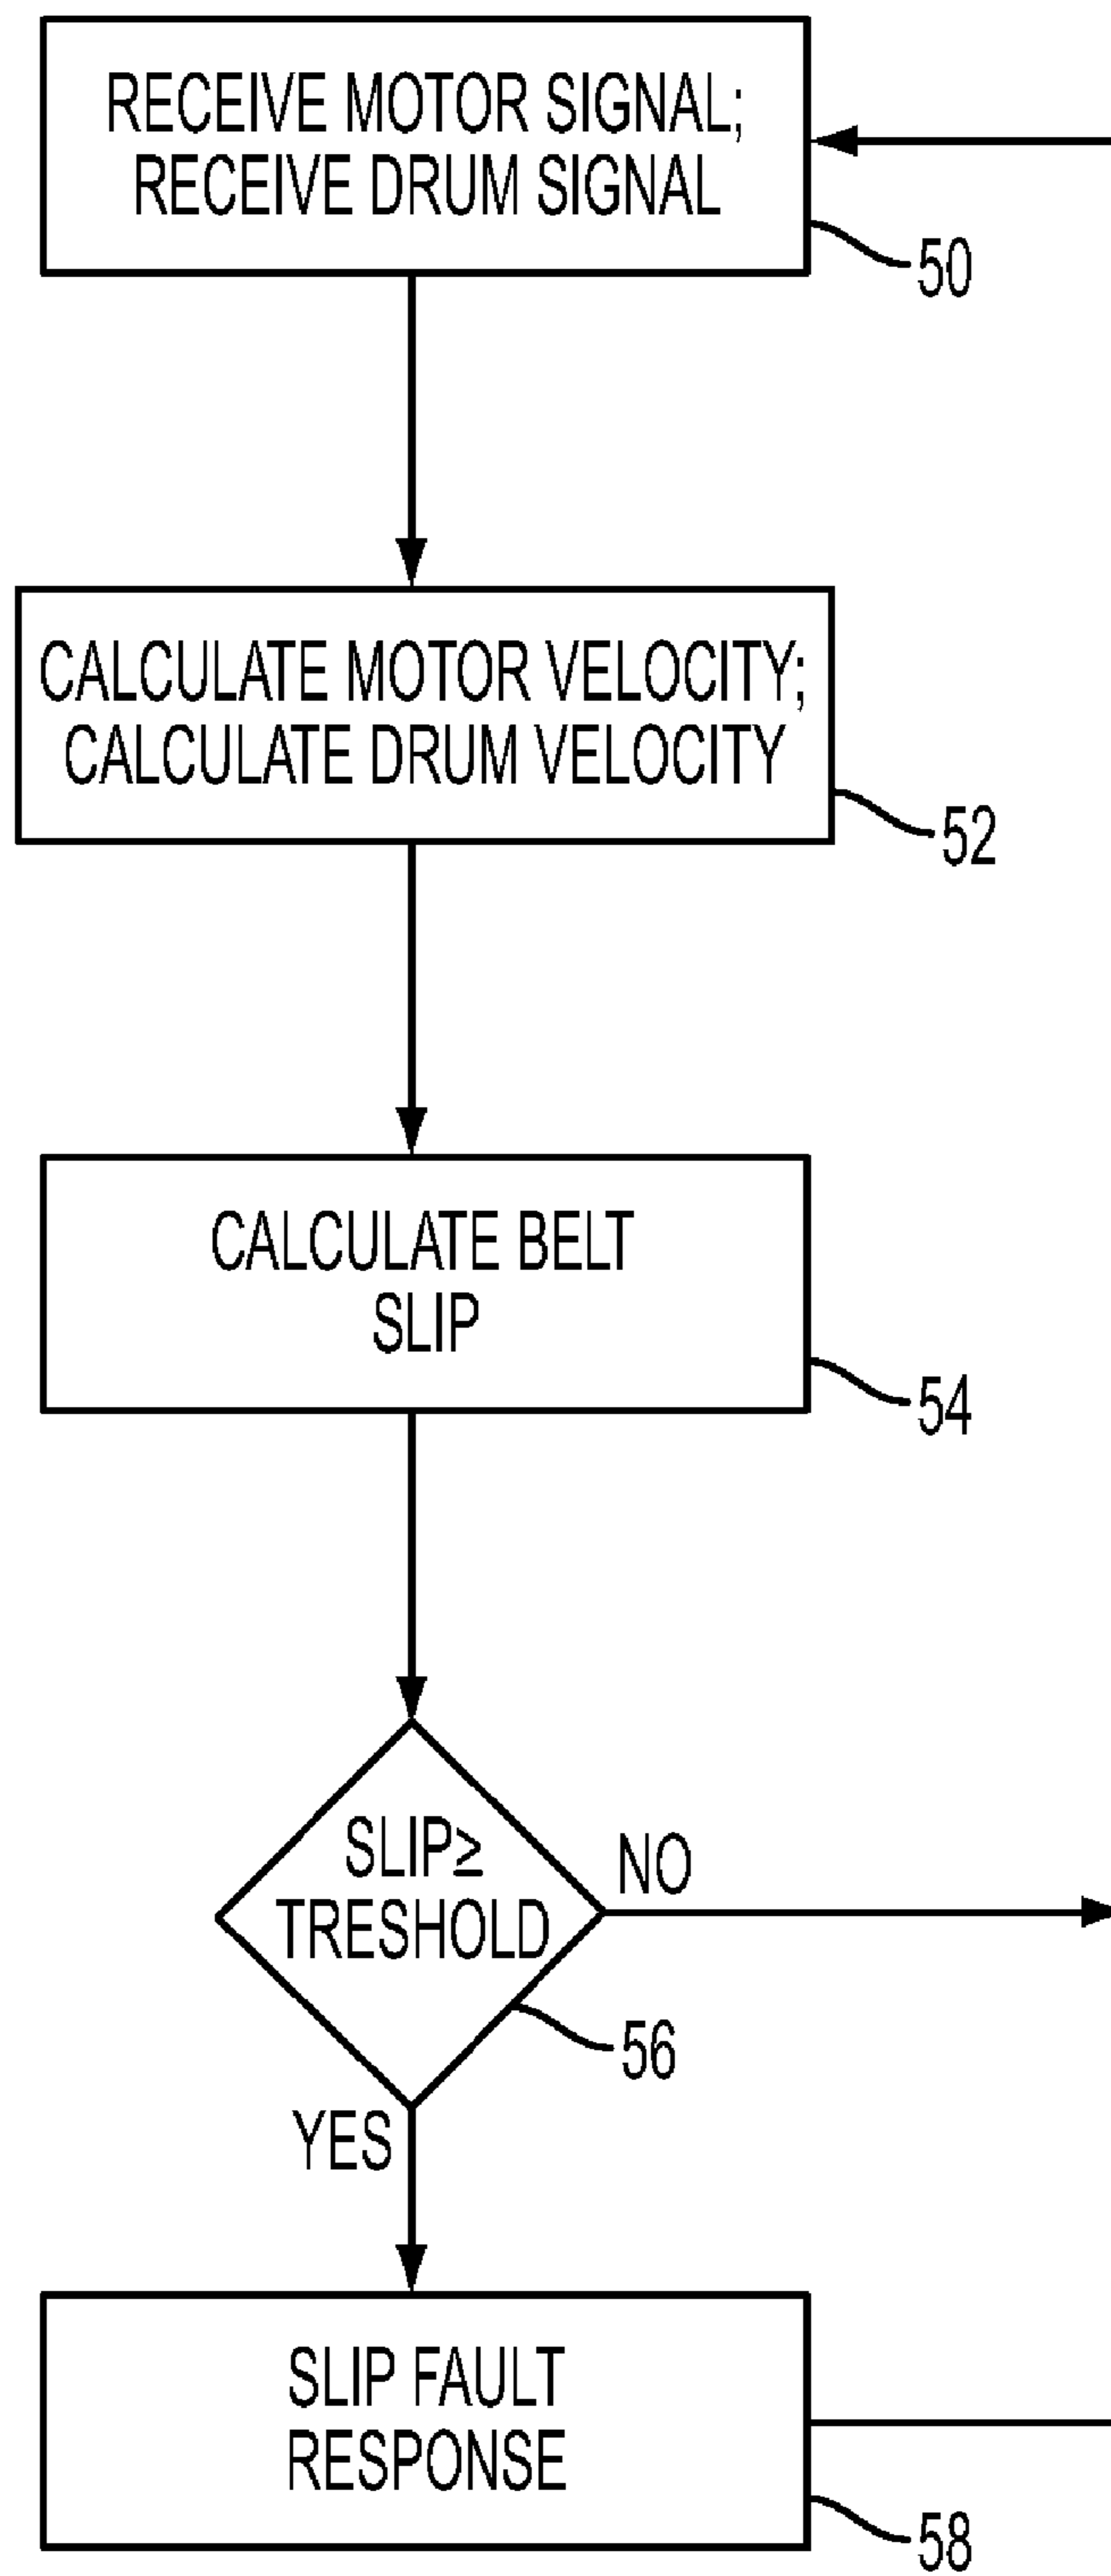 RECEIVE MOTOR SIGNAL;
RECEIVE DRUM SIGNAL
50
CALCULATE MOTOR VELOCITY;
CALCULATE DRUM VELOCITY
52
CALCULATE BELT
SLIP
54
SLIP≥
TRESHOLD
NO
56
YES
SLIP FAULT
RESPONSE
58